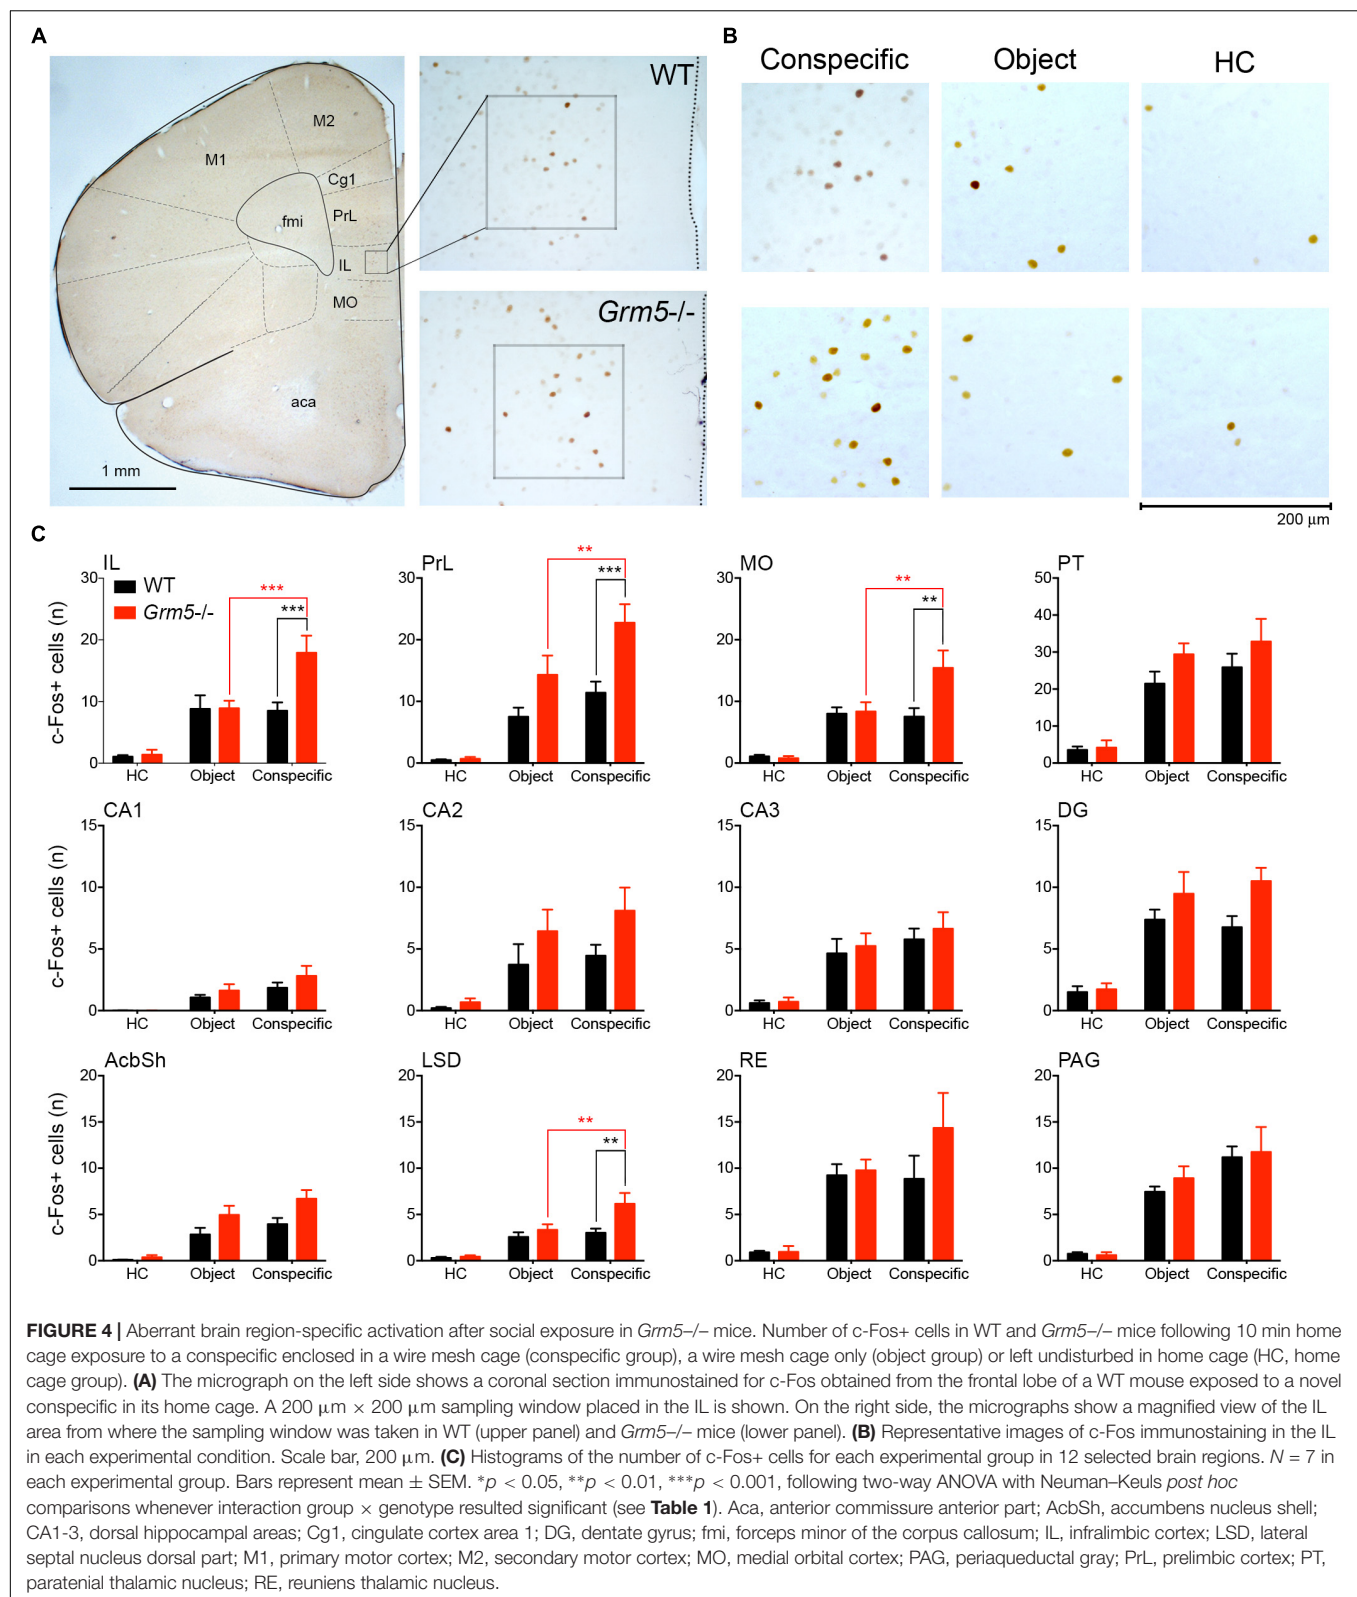 A
B
Conspecific
Object
HC
WT
M2
M1
Cg1
fmi
PrL
IL
MO
Grm5-/-
aca
1 mm
200 μm
C
IL
PrL
MO
PT
WT
Grm5-/-
c-Fos+ cells (n)
30
20
10
0
HC
Object
Conspecific
***
***
30
20
10
0
HC
Object
Conspecific
**
***
30
20
10
0
HC
Object
Conspecific
**
**
50
40
30
20
10
0
HC
Object
Conspecific
CA1
CA2
CA3
DG
c-Fos+ cells (n)
15
10
5
0
HC
Object
Conspecific
15
10
5
0
HC
Object
Conspecific
15
10
5
0
HC
Object
Conspecific
15
10
5
0
HC
Object
Conspecific
AcbSh
LSD
RE
PAG
c-Fos+ cells (n)
20
15
10
5
0
HC
Object
Conspecific
20
15
10
5
0
HC
Object
Conspecific
**
**
20
15
10
5
0
HC
Object
Conspecific
20
15
10
5
0
HC
Object
Conspecific
FIGURE 4 | Aberrant brain region-specific activation after social exposure in Grm5–/– mice. Number of c-Fos+ cells in WT and Grm5–/– mice following 10 min home
cage exposure to a conspecific enclosed in a wire mesh cage (conspecific group), a wire mesh cage only (object group) or left undisturbed in home cage (HC, home
cage group). (A) The micrograph on the left side shows a coronal section immunostained for c-Fos obtained from the frontal lobe of a WT mouse exposed to a novel
conspecific in its home cage. A 200 μm × 200 μm sampling window placed in the IL is shown. On the right side, the micrographs show a magnified view of the IL
area from where the sampling window was taken in WT (upper panel) and Grm5–/– mice (lower panel). (B) Representative images of c-Fos immunostaining in the IL
in each experimental condition. Scale bar, 200 μm. (C) Histograms of the number of c-Fos+ cells for each experimental group in 12 selected brain regions. N = 7 in
each experimental group. Bars represent mean ± SEM. *p < 0.05, **p < 0.01, ***p < 0.001, following two-way ANOVA with Neuman–Keuls post hoc
comparisons whenever interaction group × genotype resulted significant (see Table 1). Aca, anterior commissure anterior part; AcbSh, accumbens nucleus shell;
CA1-3, dorsal hippocampal areas; Cg1, cingulate cortex area 1; DG, dentate gyrus; fmi, forceps minor of the corpus callosum; IL, infralimbic cortex; LSD, lateral
septal nucleus dorsal part; M1, primary motor cortex; M2, secondary motor cortex; MO, medial orbital cortex; PAG, periaqueductal gray; PrL, prelimbic cortex; PT,
paratenial thalamic nucleus; RE, reuniens thalamic nucleus.